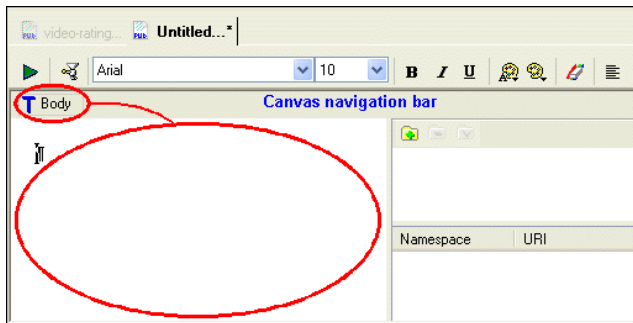 video-rating... Untitled...*
Arial 10 B I U
Body Canvas navigation bar
¶
Namespace URI